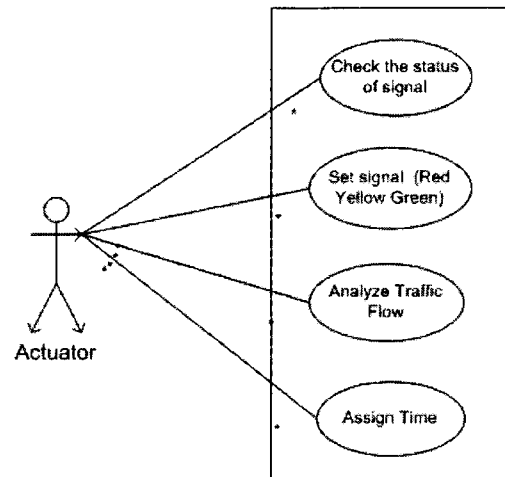 Check the status
of signal
Set signal (Red
Yellow Green)
Analyze Traffic
Flow
Actuator
Assign Time